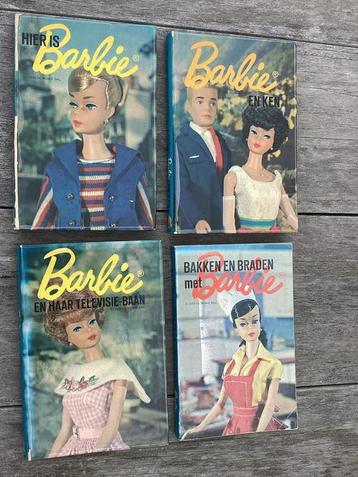 HIER IS
Barbie®
Barbie®
EN KEN
Barbie®
EN HAAR TELEVISIE-BAAN
BAKKEN EN BRADEN
met Barbie®